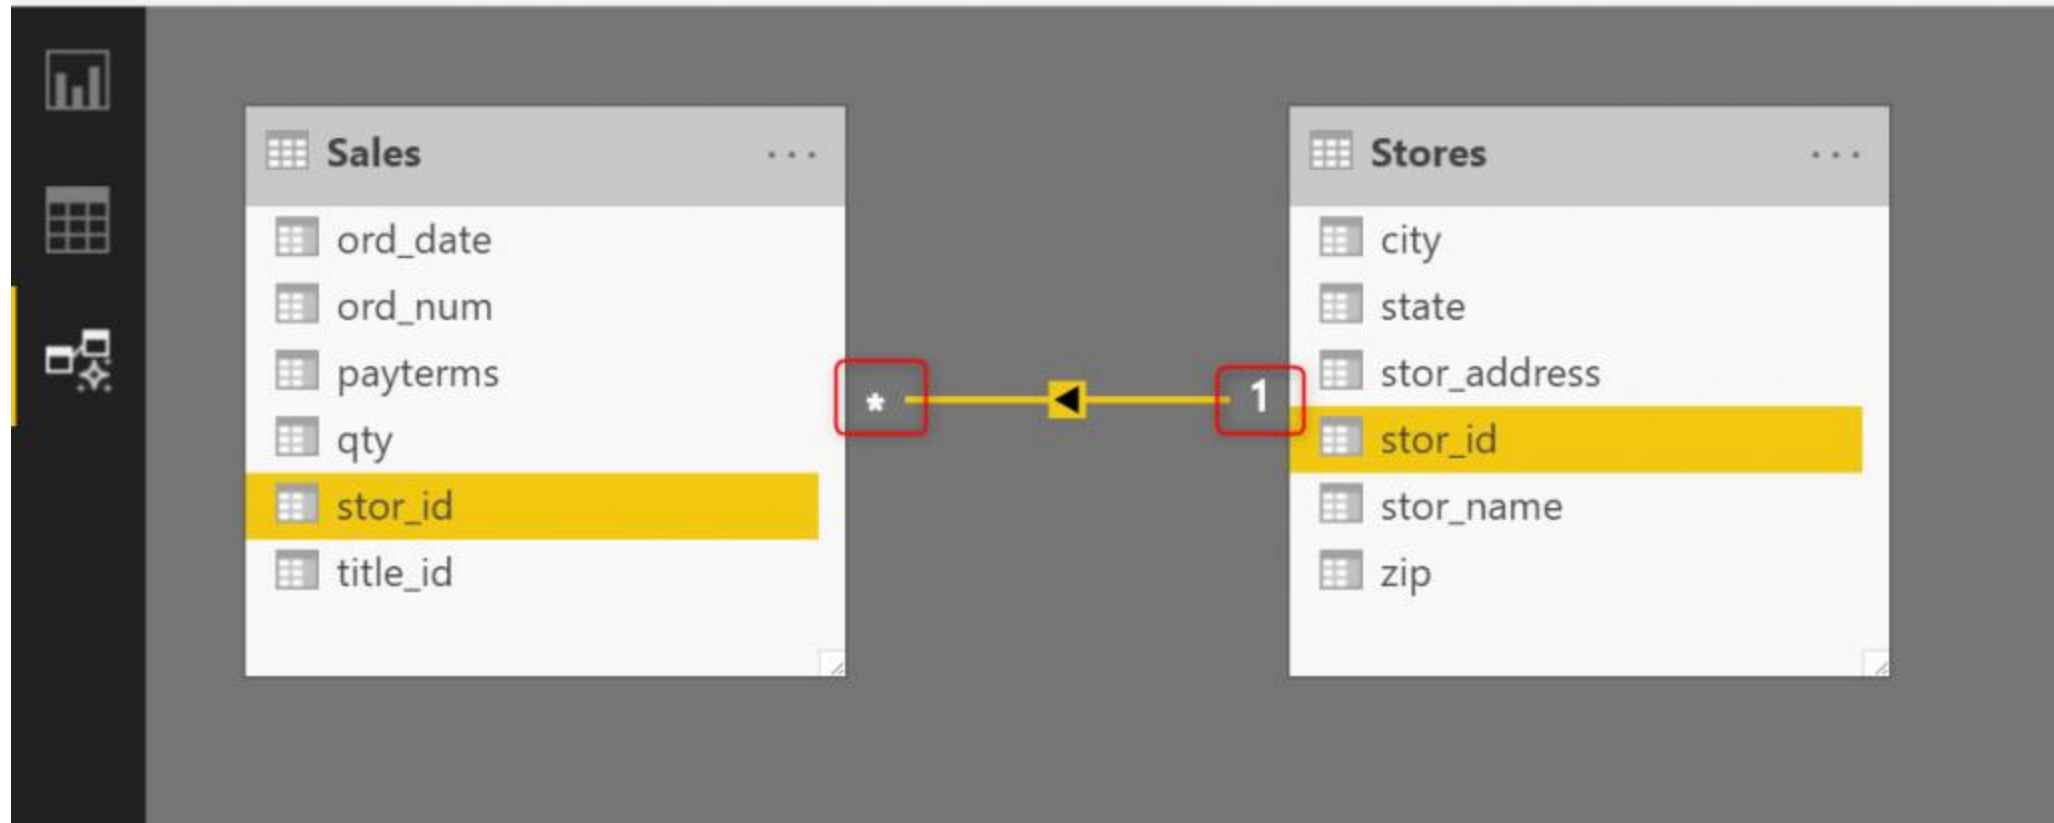 Sales
...
ord_date
ord_num
payterms
qty
stor_id
title_id
*
1
Stores
...
city
state
stor_address
stor_id
stor_name
zip